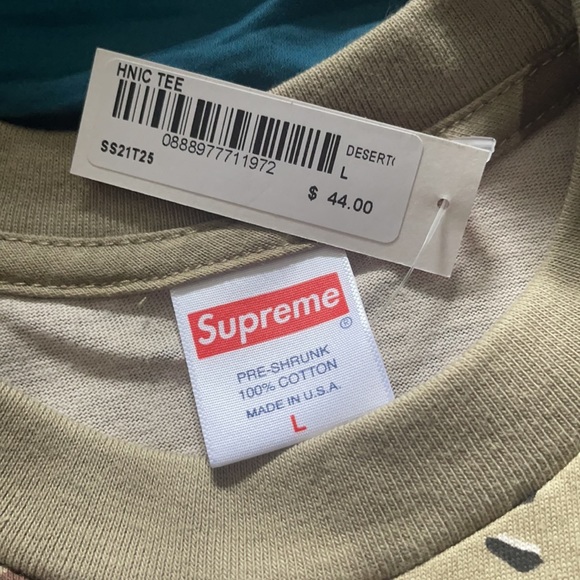 HNIC TEE
0888977711972
SS21T25
DESERT
L
$ 44.00
Supreme
®
PRE-SHRUNK
100% COTTON
MADE IN U.S.A.
L